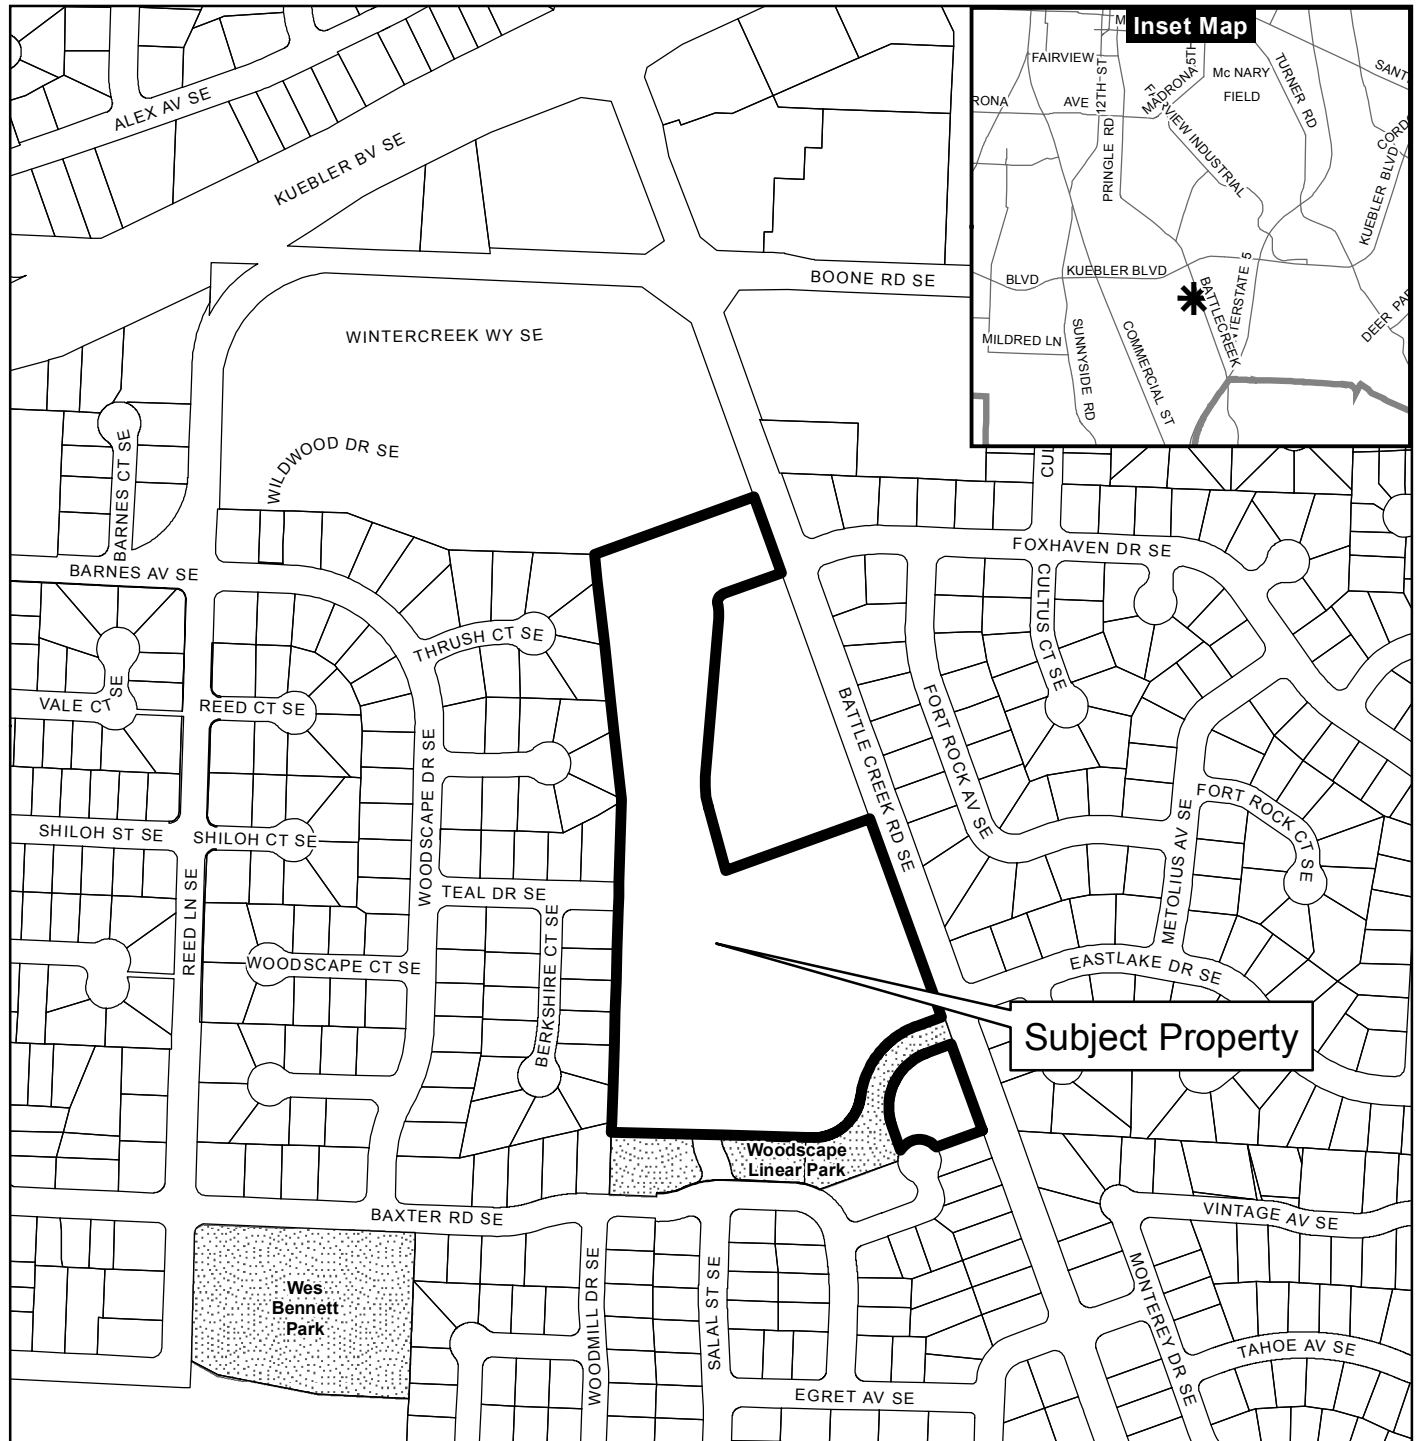 Inset Map
FAIRVIEW
12TH ST
MADRONA
5TH
Mc NARY
FIELD
TURNER RD
AVE
FAIRVIEW INDUSTRIAL
PRINGLE RD
KUEBLER BLVD
BLVD
KUEBLER BLVD
BATTLECREEK
INTERSTATE 5
MILDRED LN
SUNNYSIDE RD
COMMERCIAL ST
ALEX AV SE
KUEBLER BV SE
BOONE RD SE
WINTERCREEK WY SE
WILDWOOD DR SE
BARNES CT SE
BARNES AV SE
FOXHAVEN DR SE
CULTUS CT SE
THRUSH CT SE
VALE CT SE
REED CT SE
BATTLE CREEK RD SE
FORT ROCK AV SE
WOODSCAPE DR SE
FORT ROCK CT SE
METOLIUS AV SE
SHILOH ST SE
SHILOH CT SE
REED LN SE
TEAL DR SE
BERKSHIRE CT SE
WOODSCAPE CT SE
EASTLAKE DR SE
Subject Property
Woodscape
Linear Park
BAXTER RD SE
VINTAGE AV SE
Wes
Bennett
Park
WOODMILL DR SE
SALAL ST SE
MONTEREY DR SE
TAHOE AV SE
EGRET AV SE